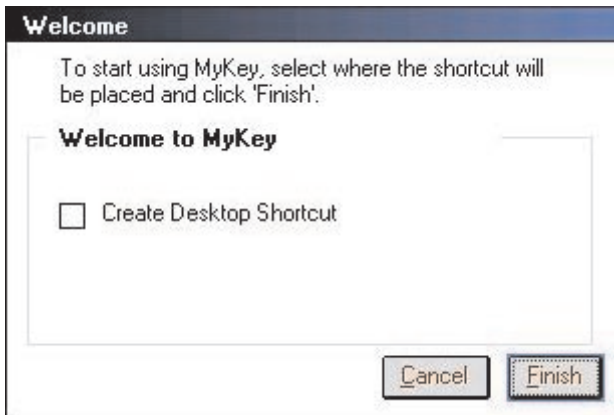 Welcome
To start using MyKey, select where the shortcut will
be placed and click 'Finish'.
Welcome to MyKey
Create Desktop Shortcut
Cancel
Finish